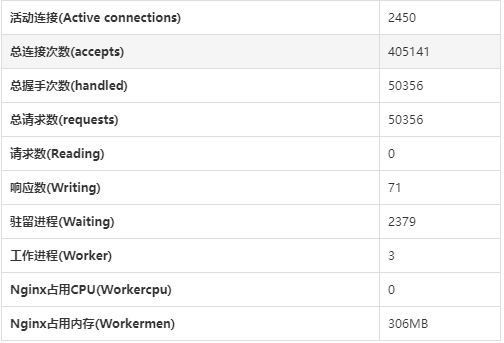 活动连接(Active connections) 2450
总连接次数(accepts) 405141
总握手次数(handled) 50356
总请求数(requests) 50356
请求数(Reading) 0
响应数(Writing) 71
驻留进程(Waiting) 2379
工作进程(Worker) 3
Nginx占用CPU(Workercpu) 0
Nginx占用内存(Workermen) 306MB